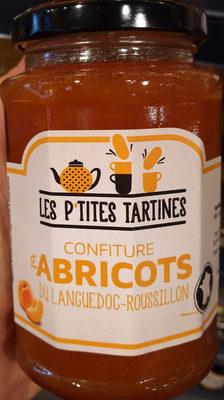 LES P'TITES TARTINES
CONFITURE
d'ABRICOTS
DU LANGUEDOC-ROUSSILLON